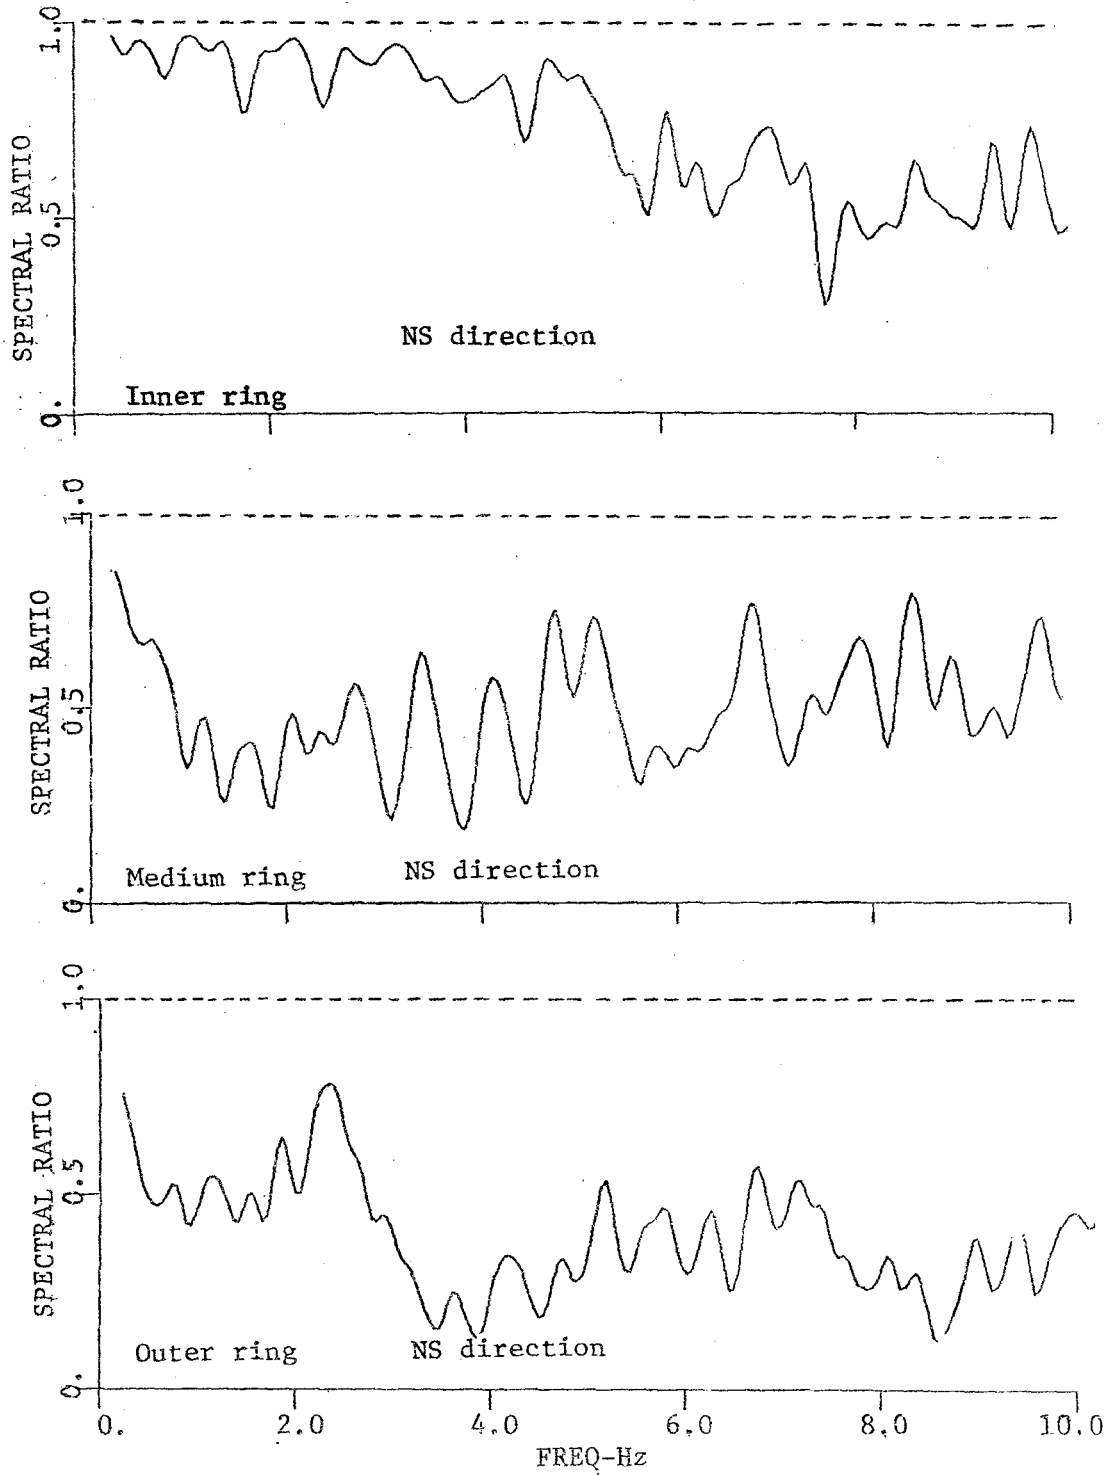 1.0
0.5
0.
SPECTRAL RATIO
NS direction
Inner ring
1.0
0.5
0.
SPECTRAL RATIO
Medium ring
NS direction
1.0
0.5
0.
SPECTRAL RATIO
Outer ring
NS direction
0. 2.0 4.0 6.0 8.0 10.0
FREQ-Hz